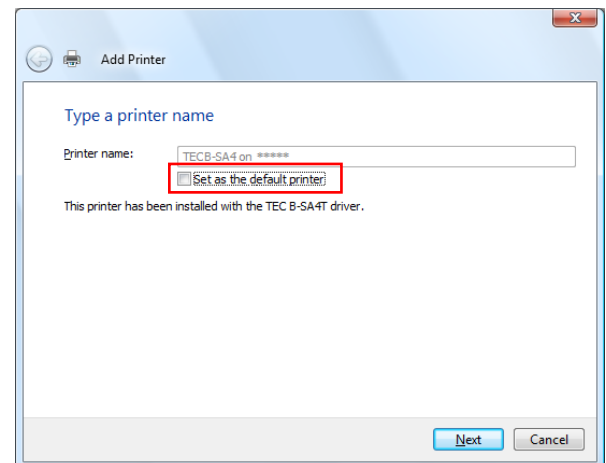 Add Printer
Type a printer name
Printer name:
TECB-SA4 on *****
Set as the default printer
This printer has been installed with the TEC B-SA4T driver.
Next
Cancel